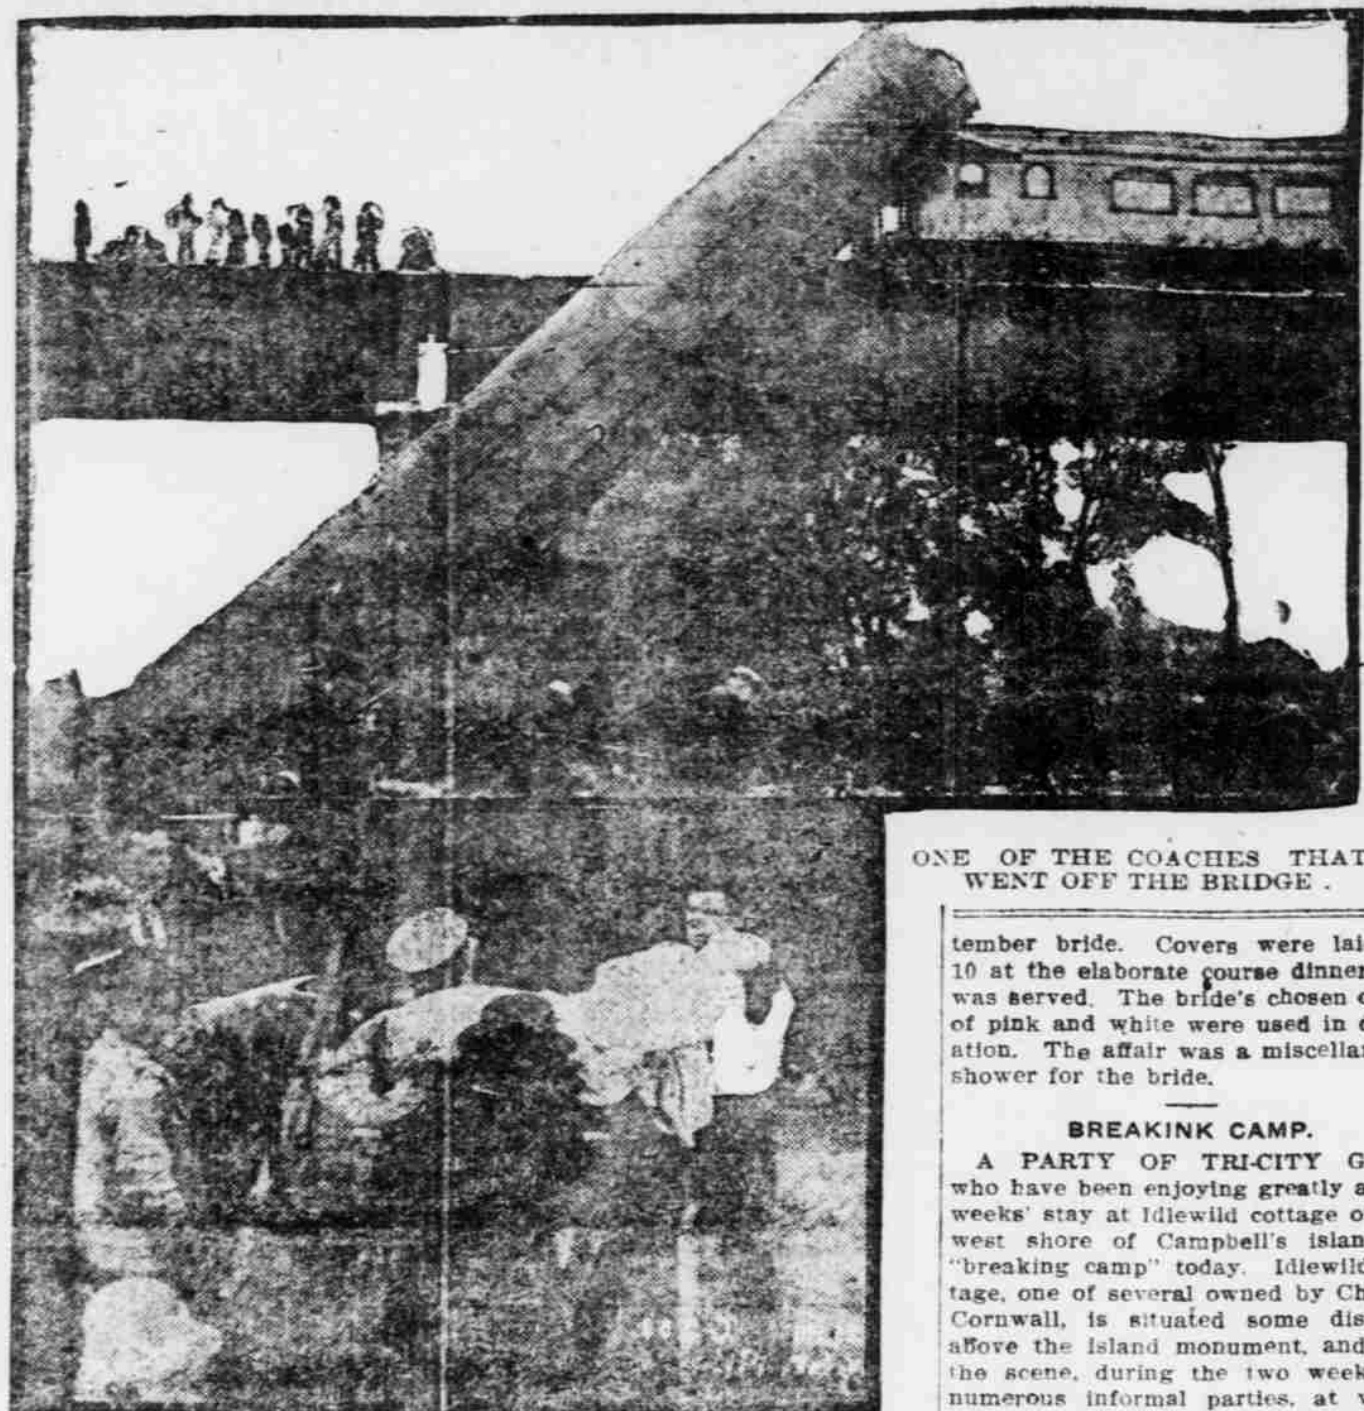 ONE OF THE COACHES THAT
WENT OFF THE BRIDGE .
tember bride. Covers were lai
10 at the elaborate course dinner
was served. The bride's chosen
of pink and white were used in
ation. The affair was a miscella
shower for the bride.
BREAKINK CAMP.
A PARTY OF TRI-CITY G
who have been enjoying greatly a
weeks' stay at Idlewild cottage o
west shore of Campbell's islan
"breaking camp" today. Idlewild
tage, one of several owned by Ch
Cornwall, is situated some dis
above the island monument, and
the scene, during the two week
numerous informal parties, at